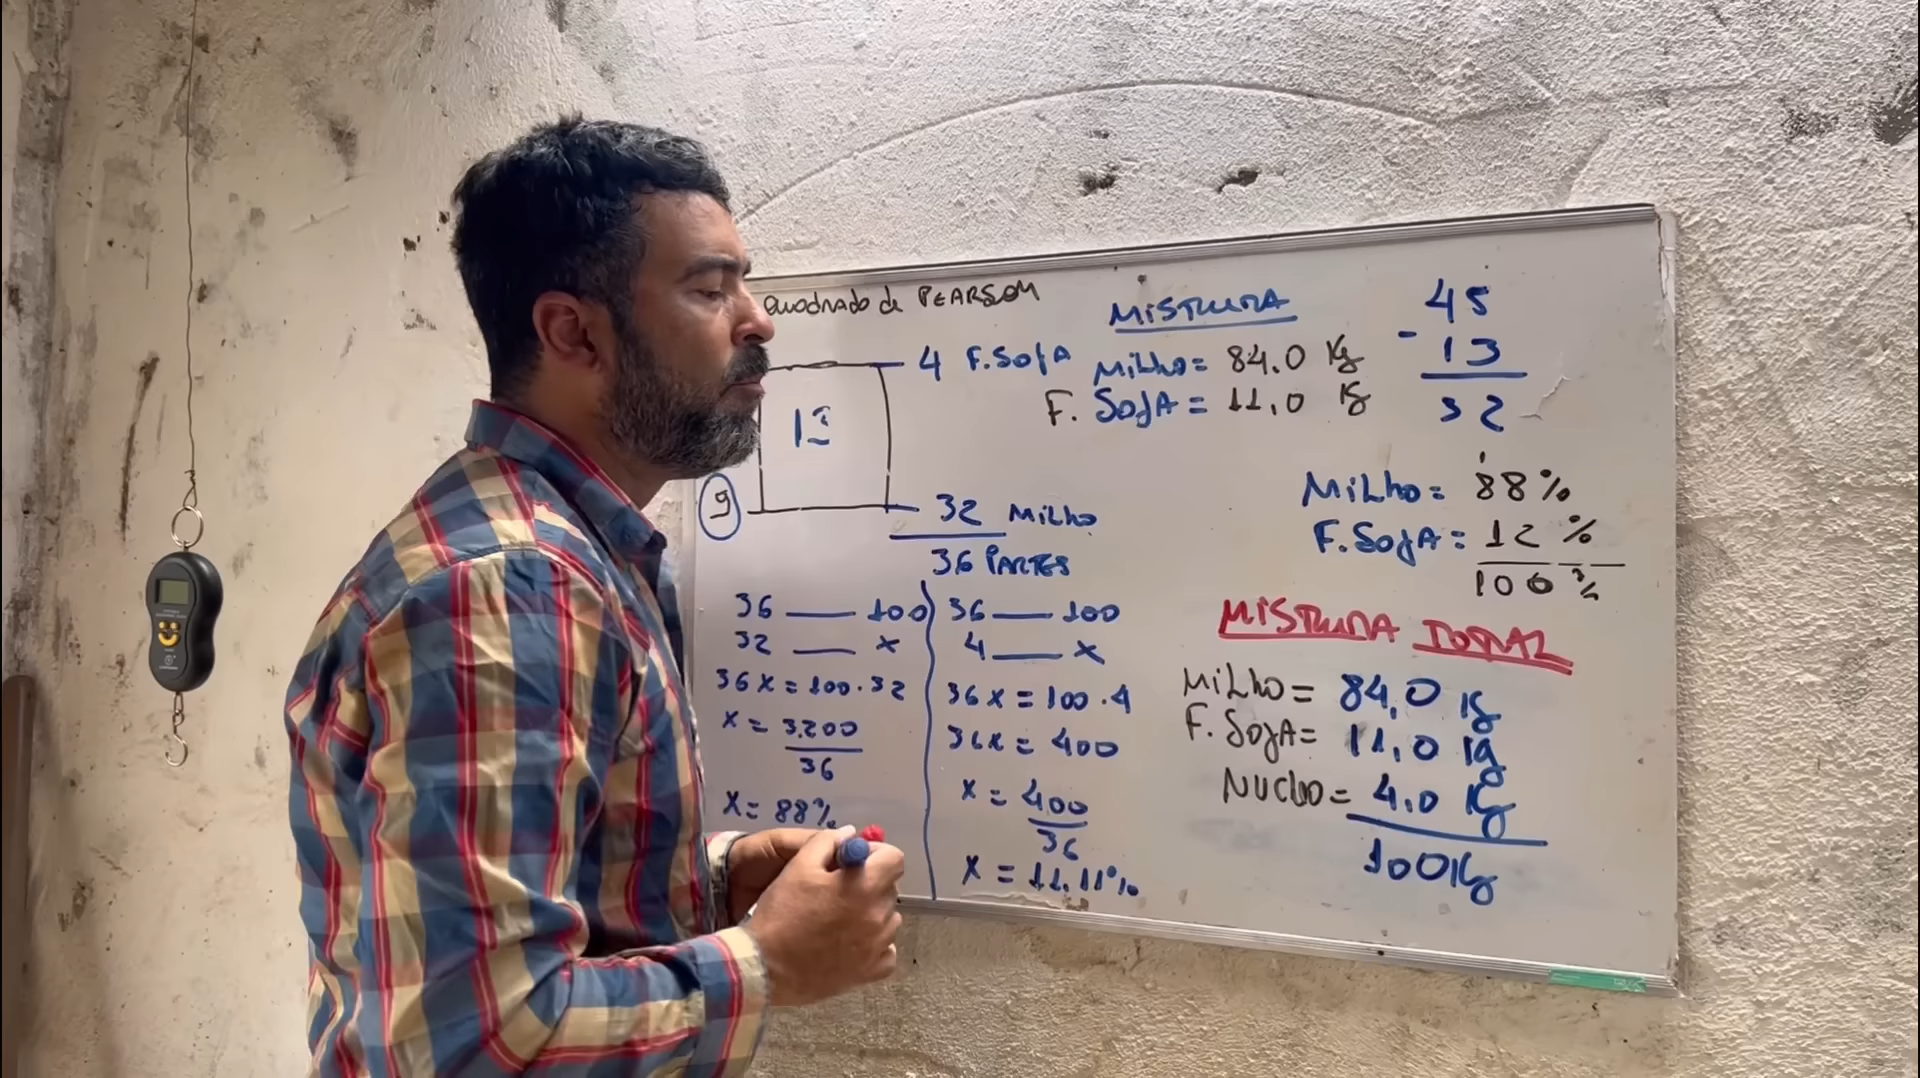 Quadrado de PEARSOM
4 F.SOJA
13
9
32 MiLho
36 PARTES
36 — 100
32 — x
36x = 100.32
x = 3200
36
x = 88%
36 — 100
4 — x
36x = 100.4
36x = 400
x = 400
36
x = 11,11%
MiSTURA
MiLho = 84,0 Kg
F. SOJA = 11,0 Kg
45
- 13
32
MiLho = 88%
F.SoJA = 12 %
100 %
MiSTURA TOTAL
MiLho = 84,0 Kg
F. SoJA = 11,0 Kg
NUCLEO = 4,0 Kg
100Kg